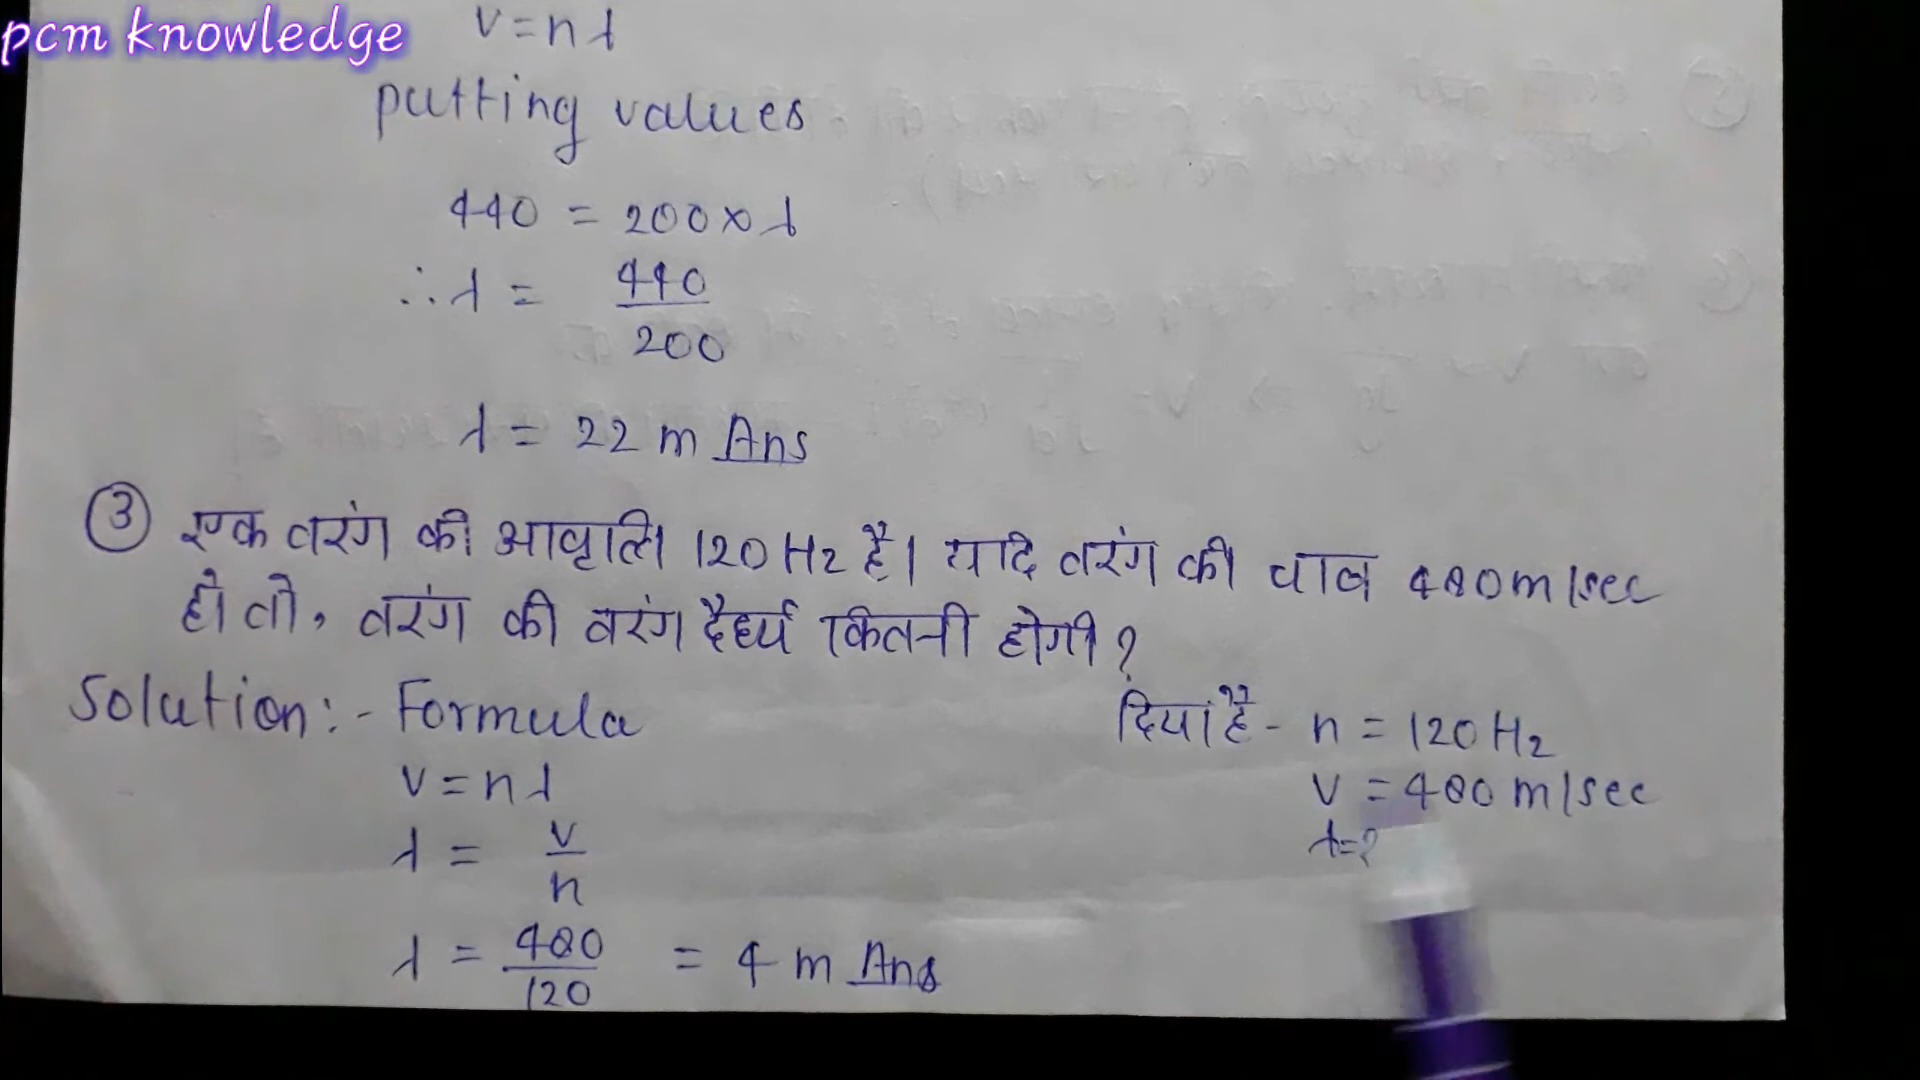 pcm knowledge
v = nλ
putting values
440 = 200 × λ
∴ λ = 440/200
λ = 22 m Ans
③ एक तरंग की आवृत्ति 120 Hz है। यदि तरंग की चाल 480 m/sec
हो तो, तरंग की तरंग दैर्ध्य कितनी होगी?
Solution:- Formula
दिया है - n = 120 Hz
v = nλ
v = 480 m/sec
λ = v/n
λ = ?
λ = 480/120 = 4 m Ans